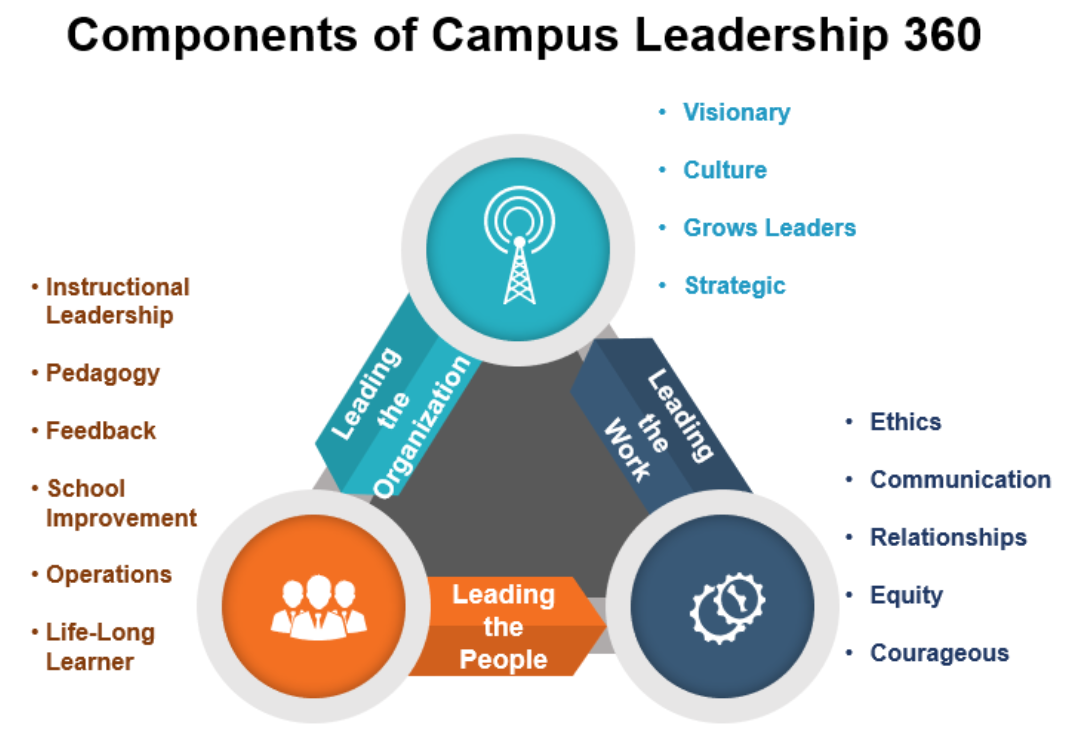 Components of Campus Leadership 360
• Visionary
• Culture
• Grows Leaders
• Strategic
• Instructional
Leadership
• Pedagogy
• Feedback
• School
Improvement
• Operations
• Life-Long
Learner
Leading
the
Organization
Leading
the
Work
Leading
the
People
• Ethics
• Communication
• Relationships
• Equity
• Courageous